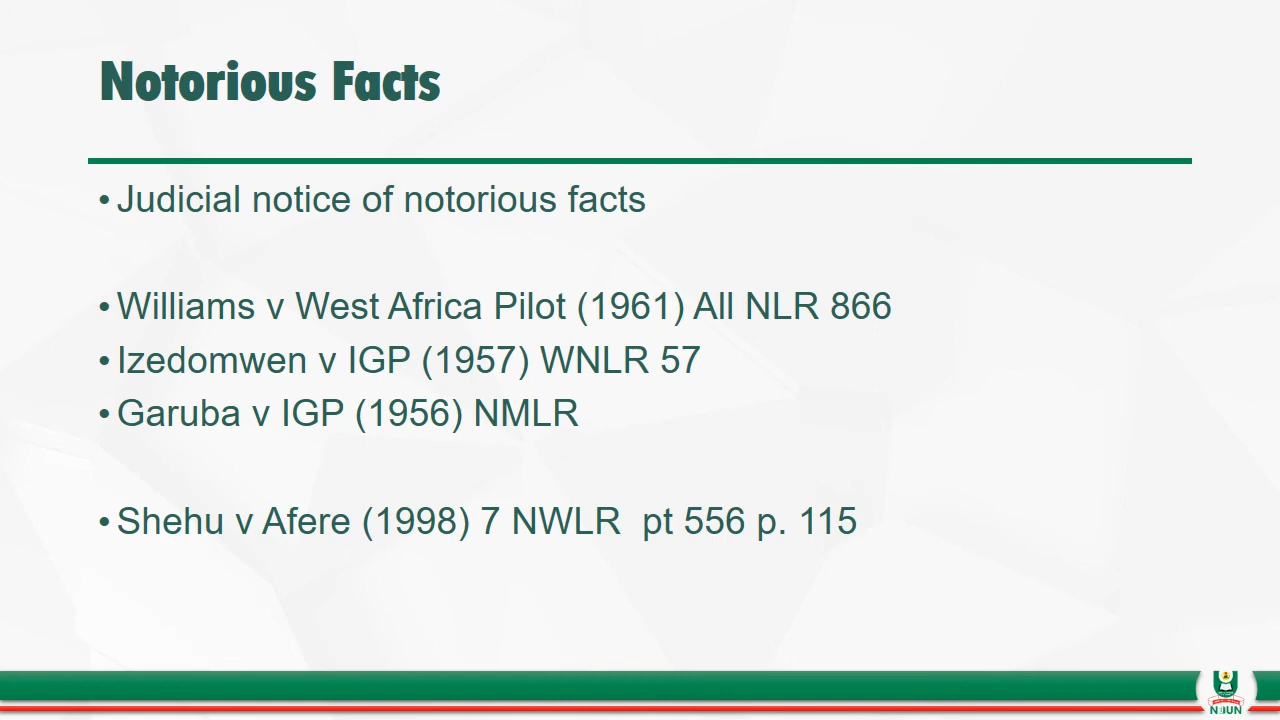 Notorious Facts
• Judicial notice of notorious facts
• Williams v West Africa Pilot (1961) All NLR 866
• Izedomwen v IGP (1957) WNLR 57
• Garuba v IGP (1956) NMLR
• Shehu v Afere (1998) 7 NWLR  pt 556 p. 115
NOUN